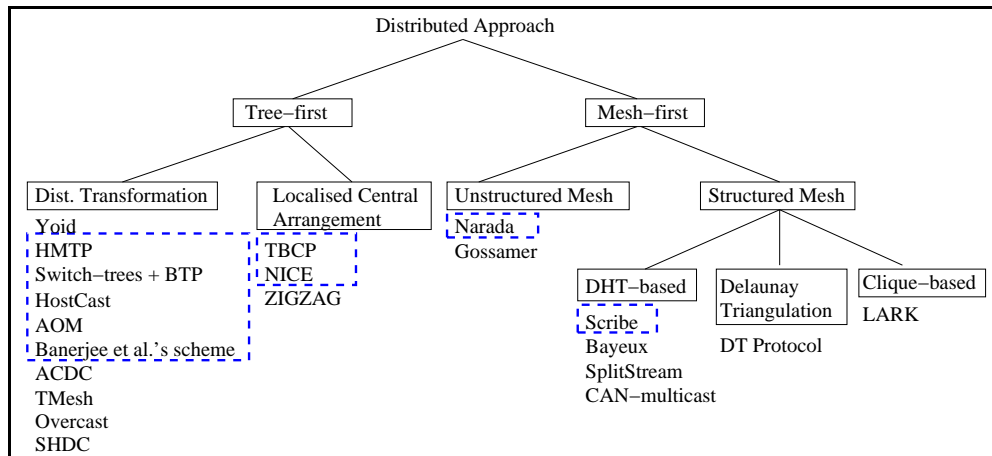 Distributed Approach
Tree−first
Mesh−first
Dist. Transformation
Yoid
HMTP
Switch−trees + BTP
HostCast
AOM
Banerjee et al.'s scheme
ACDC
TMesh
Overcast
SHDC
Localised Central
Arrangement
TBCP
NICE
ZIGZAG
Unstructured Mesh
Narada
Gossamer
Structured Mesh
DHT−based
Scribe
Bayeux
SplitStream
CAN−multicast
Delaunay
Triangulation
DT Protocol
Clique−based
LARK